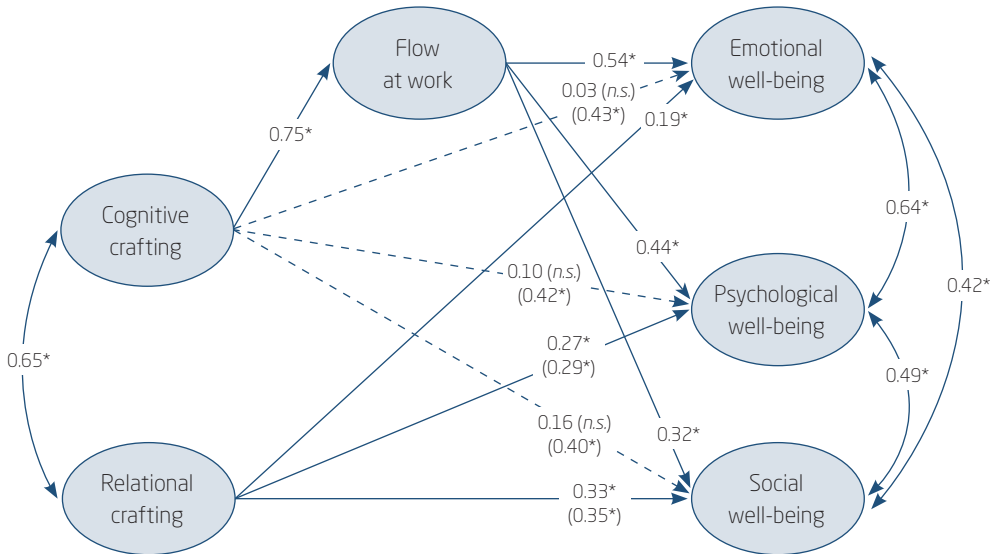 Flow
at work
Emotional
well-being
0.54*
0.03 (n.s.)
(0.43*)
0.19*
0.75*
Cognitive
crafting
0.64*
0.44*
0.10 (n.s.)
(0.42*)
0.42*
Psychological
well-being
0.27*
(0.29*)
0.65*
0.49*
0.16 (n.s.)
(0.40*)
0.32*
Relational
crafting
0.33*
(0.35*)
Social
well-being